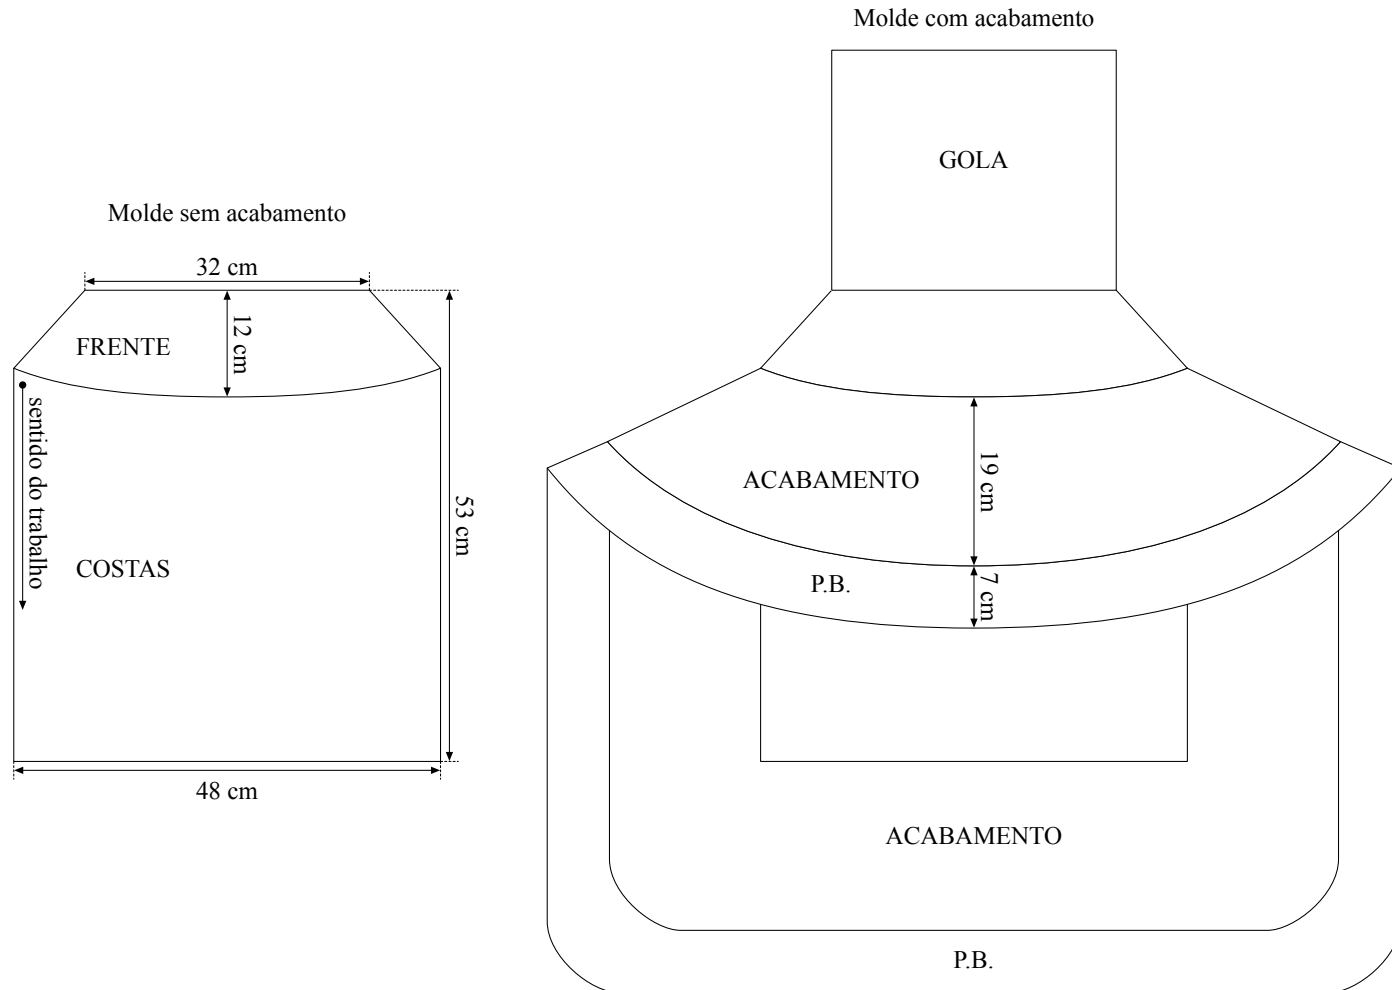 Molde com acabamento
GOLA
Molde sem acabamento
32 cm
12 cm
FRENTE
sentido do trabalho
COSTAS
53 cm
48 cm
ACABAMENTO
19 cm
P.B.
7 cm
ACABAMENTO
P.B.